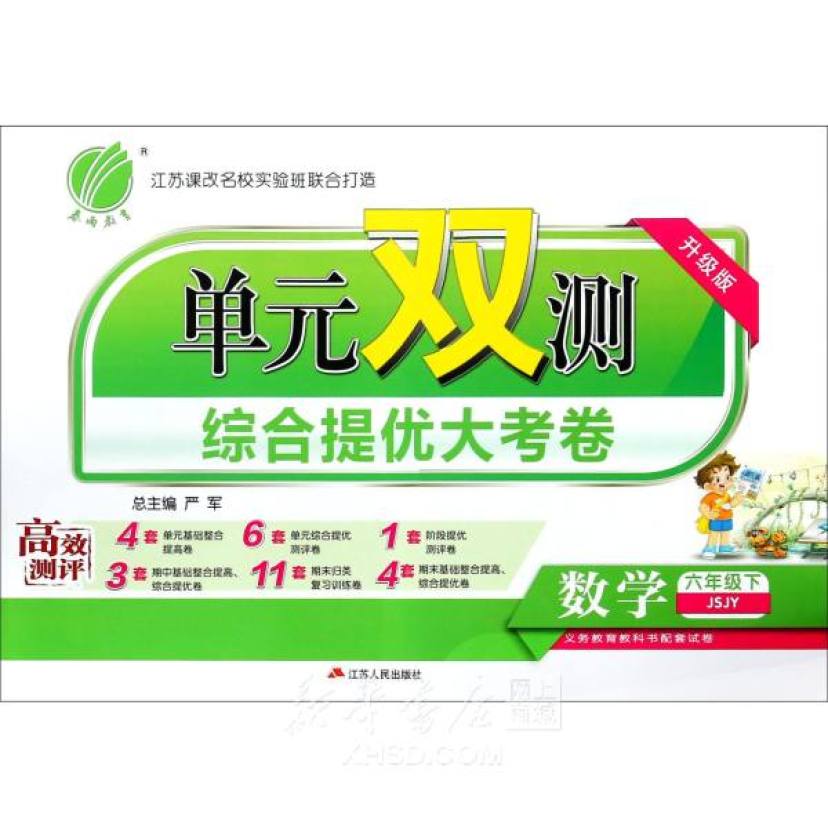 春雨教育
®
江苏课改名校实验班联合打造
升级版
单元双测
综合提优大考卷
总主编 严 军
高效
测评
4套 单元基础整合
提高卷
6套 单元综合提优
测评卷
1套 阶段提优
测评卷
3套 期中基础整合提高、
综合提优卷
11套 期末归类
复习训练卷
4套 期末基础整合提高、
综合提优卷
数学 六年级下
JSJY
义务教育教科书配套试卷
江苏人民出版社
新华书店 网上商城
XHSD.COM